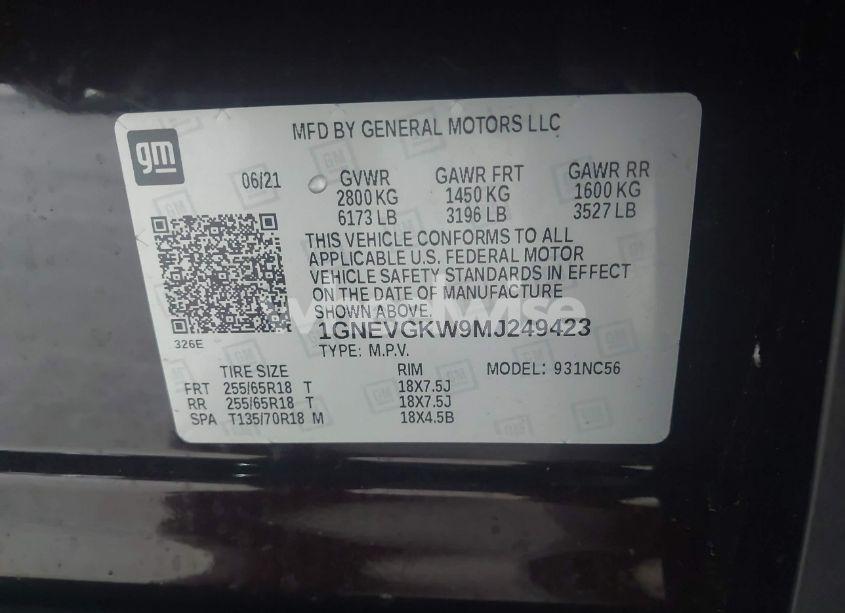 gm
MFD BY GENERAL MOTORS LLC
06/21
GVWR GAWR FRT GAWR RR
2800 KG 1450 KG 1600 KG
6173 LB 3196 LB 3527 LB
THIS VEHICLE CONFORMS TO ALL
APPLICABLE U.S. FEDERAL MOTOR
VEHICLE SAFETY STANDARDS IN EFFECT
ON THE DATE OF MANUFACTURE
SHOWN ABOVE.
1GNEVGKW9MJ249423
326E
TYPE: M.P.V.
TIRE SIZE RIM MODEL: 931NC56
FRT 255/65R18 T 18X7.5J
RR 255/65R18 T 18X7.5J
SPA T135/70R18 M 18X4.5B